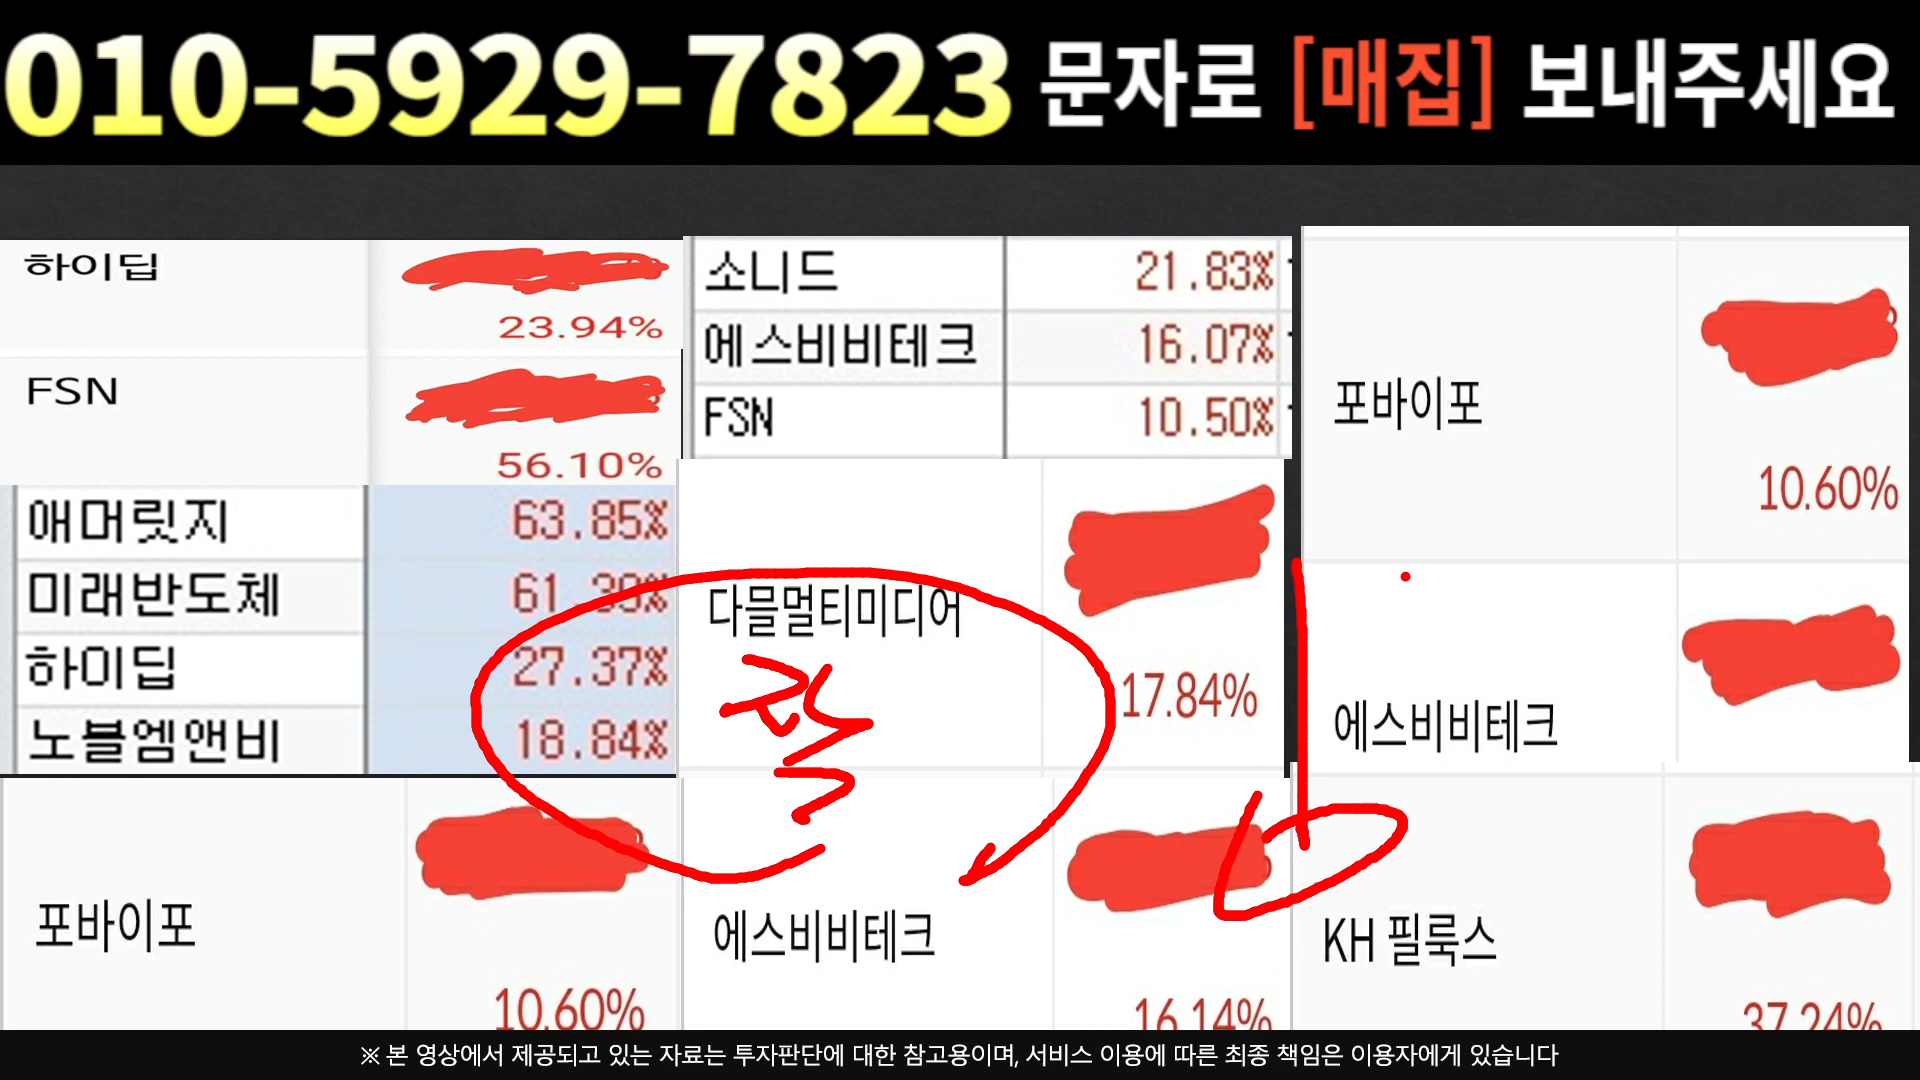 010-5929-7823 문자로 [매집] 보내주세요
하이딥
23.94%
FSN
56.10%
소니드 21.83%
에스비비테크 16.07%
FSN 10.50%
포바이포
10.60%
애머릿지 63.85%
미래반도체 61.39%
하이딥 27.37%
노블엠앤비 18.84%
다믈멀티미디어
17.84%
에스비비테크
포바이포
10.60%
에스비비테크
16.14%
KH 필룩스
37.24%
※ 본 영상에서 제공되고 있는 자료는 투자판단에 대한 참고용이며, 서비스 이용에 따른 최종 책임은 이용자에게 있습니다